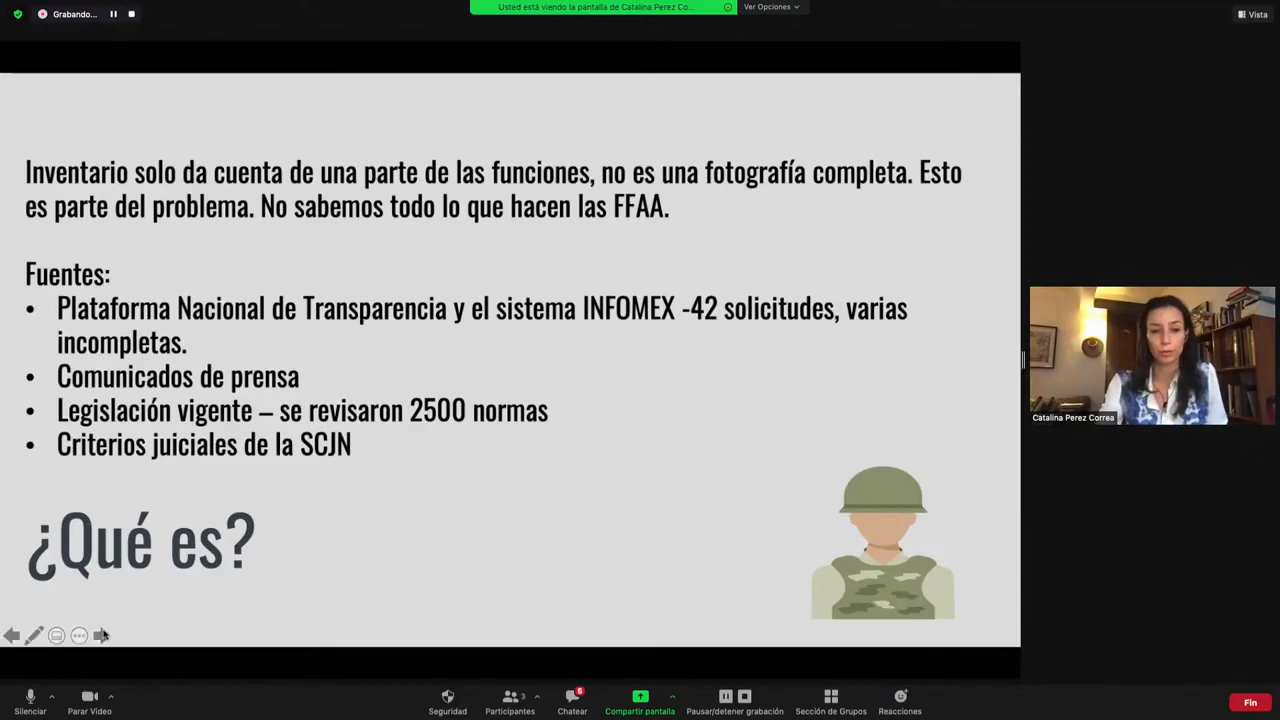 Grabando...
Usted está viendo la pantalla de Catalina Perez Co...
Ver Opciones
Vista
Inventario solo da cuenta de una parte de las funciones, no es una fotografía completa. Esto
es parte del problema. No sabemos todo lo que hacen las FFAA.
Fuentes:
• Plataforma Nacional de Transparencia y el sistema INFOMEX -42 solicitudes, varias
incompletas.
• Comunicados de prensa
• Legislación vigente – se revisaron 2500 normas
• Criterios juiciales de la SCJN
¿Qué es?
Catalina Perez Correa
Silenciar
Parar Video
Seguridad
3
Participantes
6
Chatear
Compartir pantalla
Pausar/detener grabación
Sección de Grupos
Reacciones
Fin